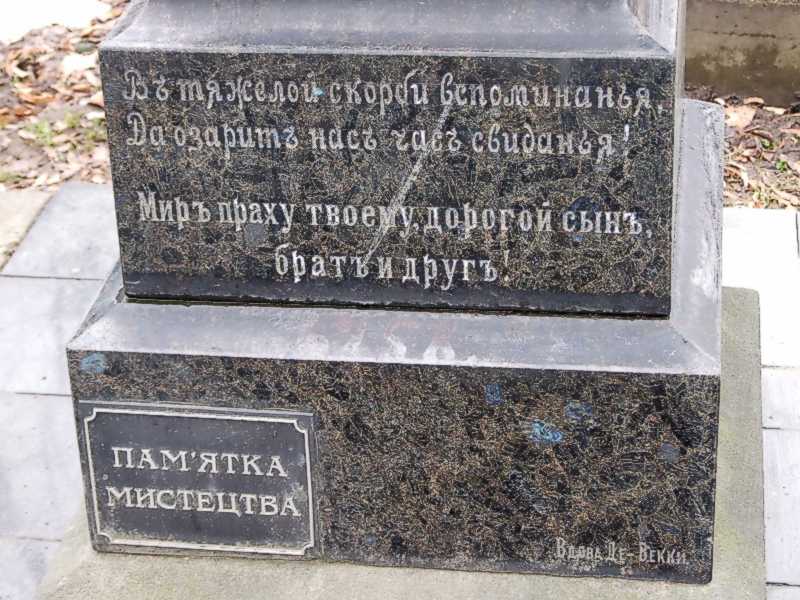 Въ тяжелой скорби вспоминанья,
Да озаритъ насъ часъ свиданья!
Миръ праху твоему, дорогой сынъ,
братъ и другъ!
ПАМ'ЯТКА
МИСТЕЦТВА
Вдова Де-Векки